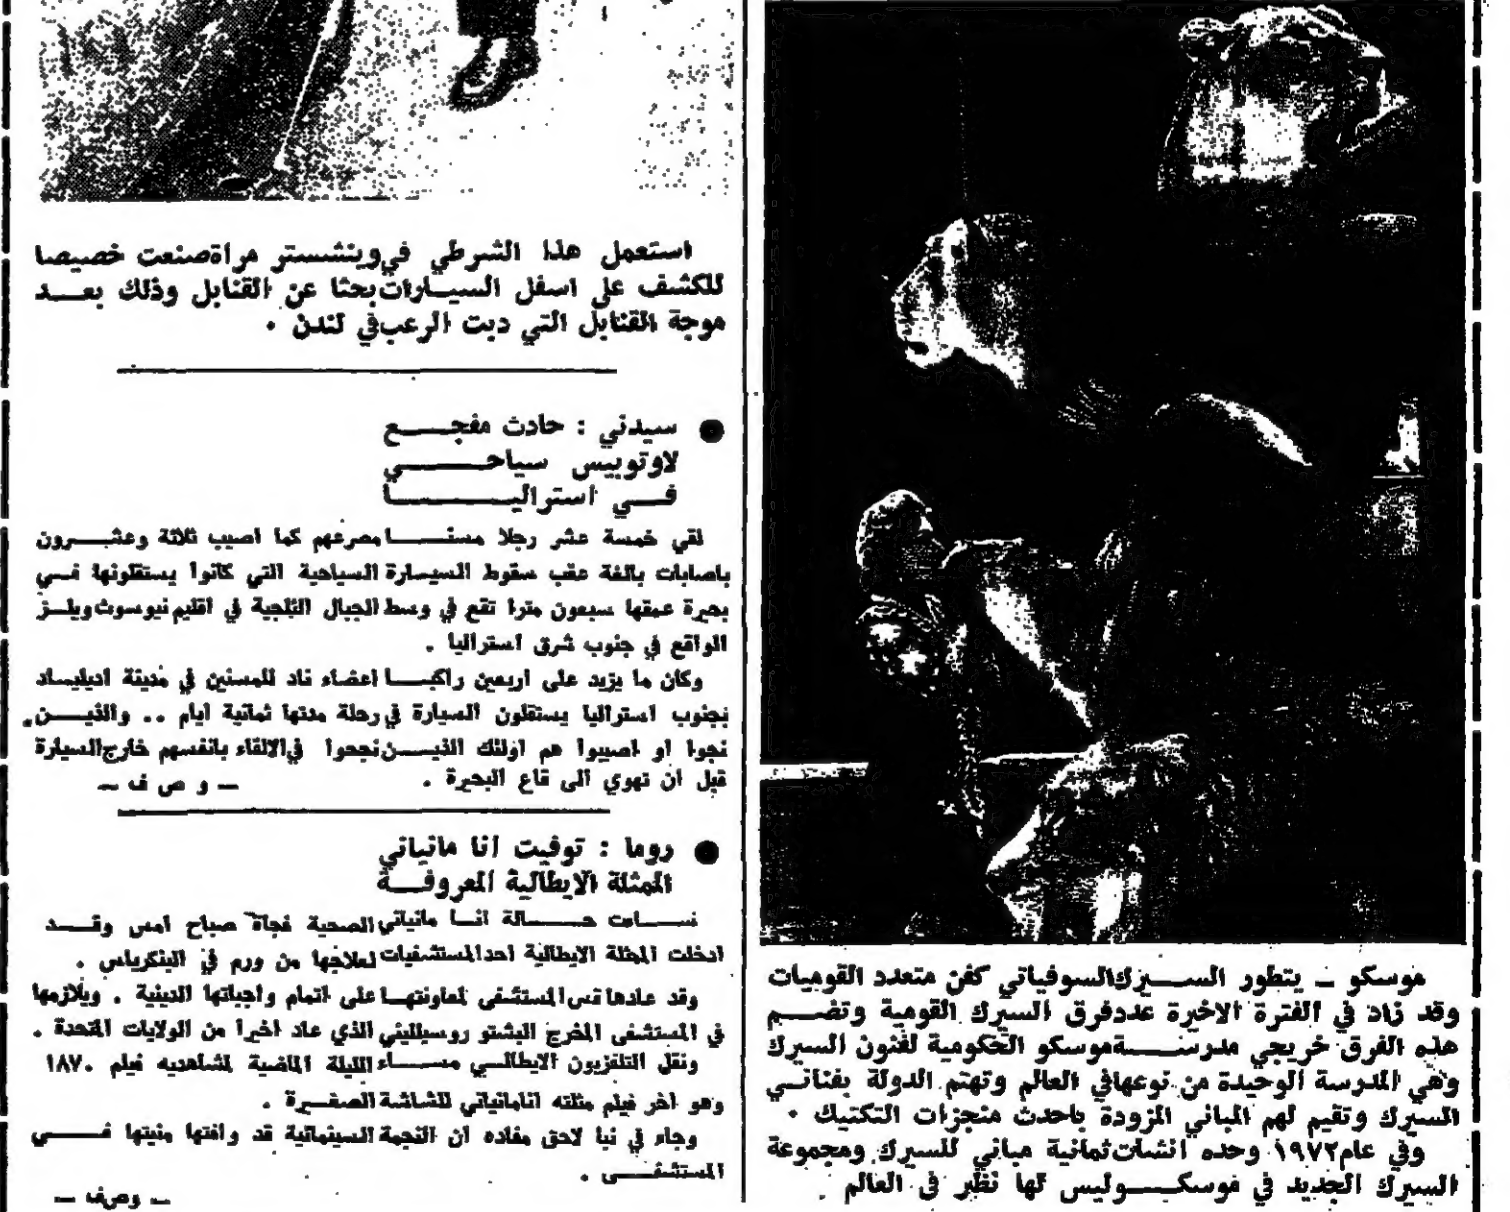 استعمل هذا الشرطي في وينشستر مرآة صنعت خصيصا
للكشف على اسفل السيارات بحثا عن القنابل وذلك بعد
موجة القنابل التي دبت الرعب في لندن .
● سيدني : حادث مفجع
لاوتوبيس سياحي
في استراليا
لقي خمسة عشر رجلا مسنا مصرعهم كما اصيب ثلاثة وعشرون
باصابات بالغة عقب سقوط السيارة السياحية التي كانوا يستقلونها في
بحيرة عمقها سبعون مترا تقع في وسط الجبال الثلجية في اقليم نيوسوث ويلز
الواقع في جنوب شرق استراليا .
وكان ما يزيد على اربعين راكبا اعضاء ناد للمسنين في مدينة اديليساد
بجنوب استراليا يستقلون السيارة في رحلة مدتها ثمانية ايام .. والذين
نجوا او اصيبوا هم اولئك الذين نجحوا في الالقاء بانفسهم خارج السيارة
قبل ان تهوي الى قاع البحيرة .
— و ص ف —
● روما : توفيت انا مانياني
الممثلة الايطالية المعروفة
ساءت حالة انا مانياني الصحية فجأة صباح امس وقد
ادخلت الممثلة الايطالية احد المستشفيات لعلاجها من ورم في البنكرياس .
وقد عادها قس المستشفى لمعاونتها على اتمام واجباتها الدينية . ويلازمها
في المستشفى المخرج البشتو روسيلليني الذي عاد اخيرا من الولايات المتحدة .
ونقل التلفزيون الايطالي مساء الليلة الماضية لمشاهديه فيلم ١٨٧٠
وهو اخر فيلم مثلته انامانياني للشاشة الصغيرة .
وجاء في نبا لاحق مفاده ان النجمة السينمائية قد وافتها منيتها في
المستشفى .
— وصف —
موسكو — يتطور السيرك السوفياتي كفن متعدد القوميات
وقد زاد في الفترة الاخيرة عدد فرق السيرك القومية وتضم
هذه الفرق خريجي مدرسة موسكو الحكومية لفنون السيرك
وهي المدرسة الوحيدة من نوعها في العالم وتهتم الدولة بفناني
السيرك وتقيم لهم المباني المزودة باحدث منجزات التكتيك .
وفي عام ١٩٧٢ وحده انشات ثمانية مباني للسيرك ومجموعة
السيرك الجديد في موسكو ليس لها نظير في العالم .